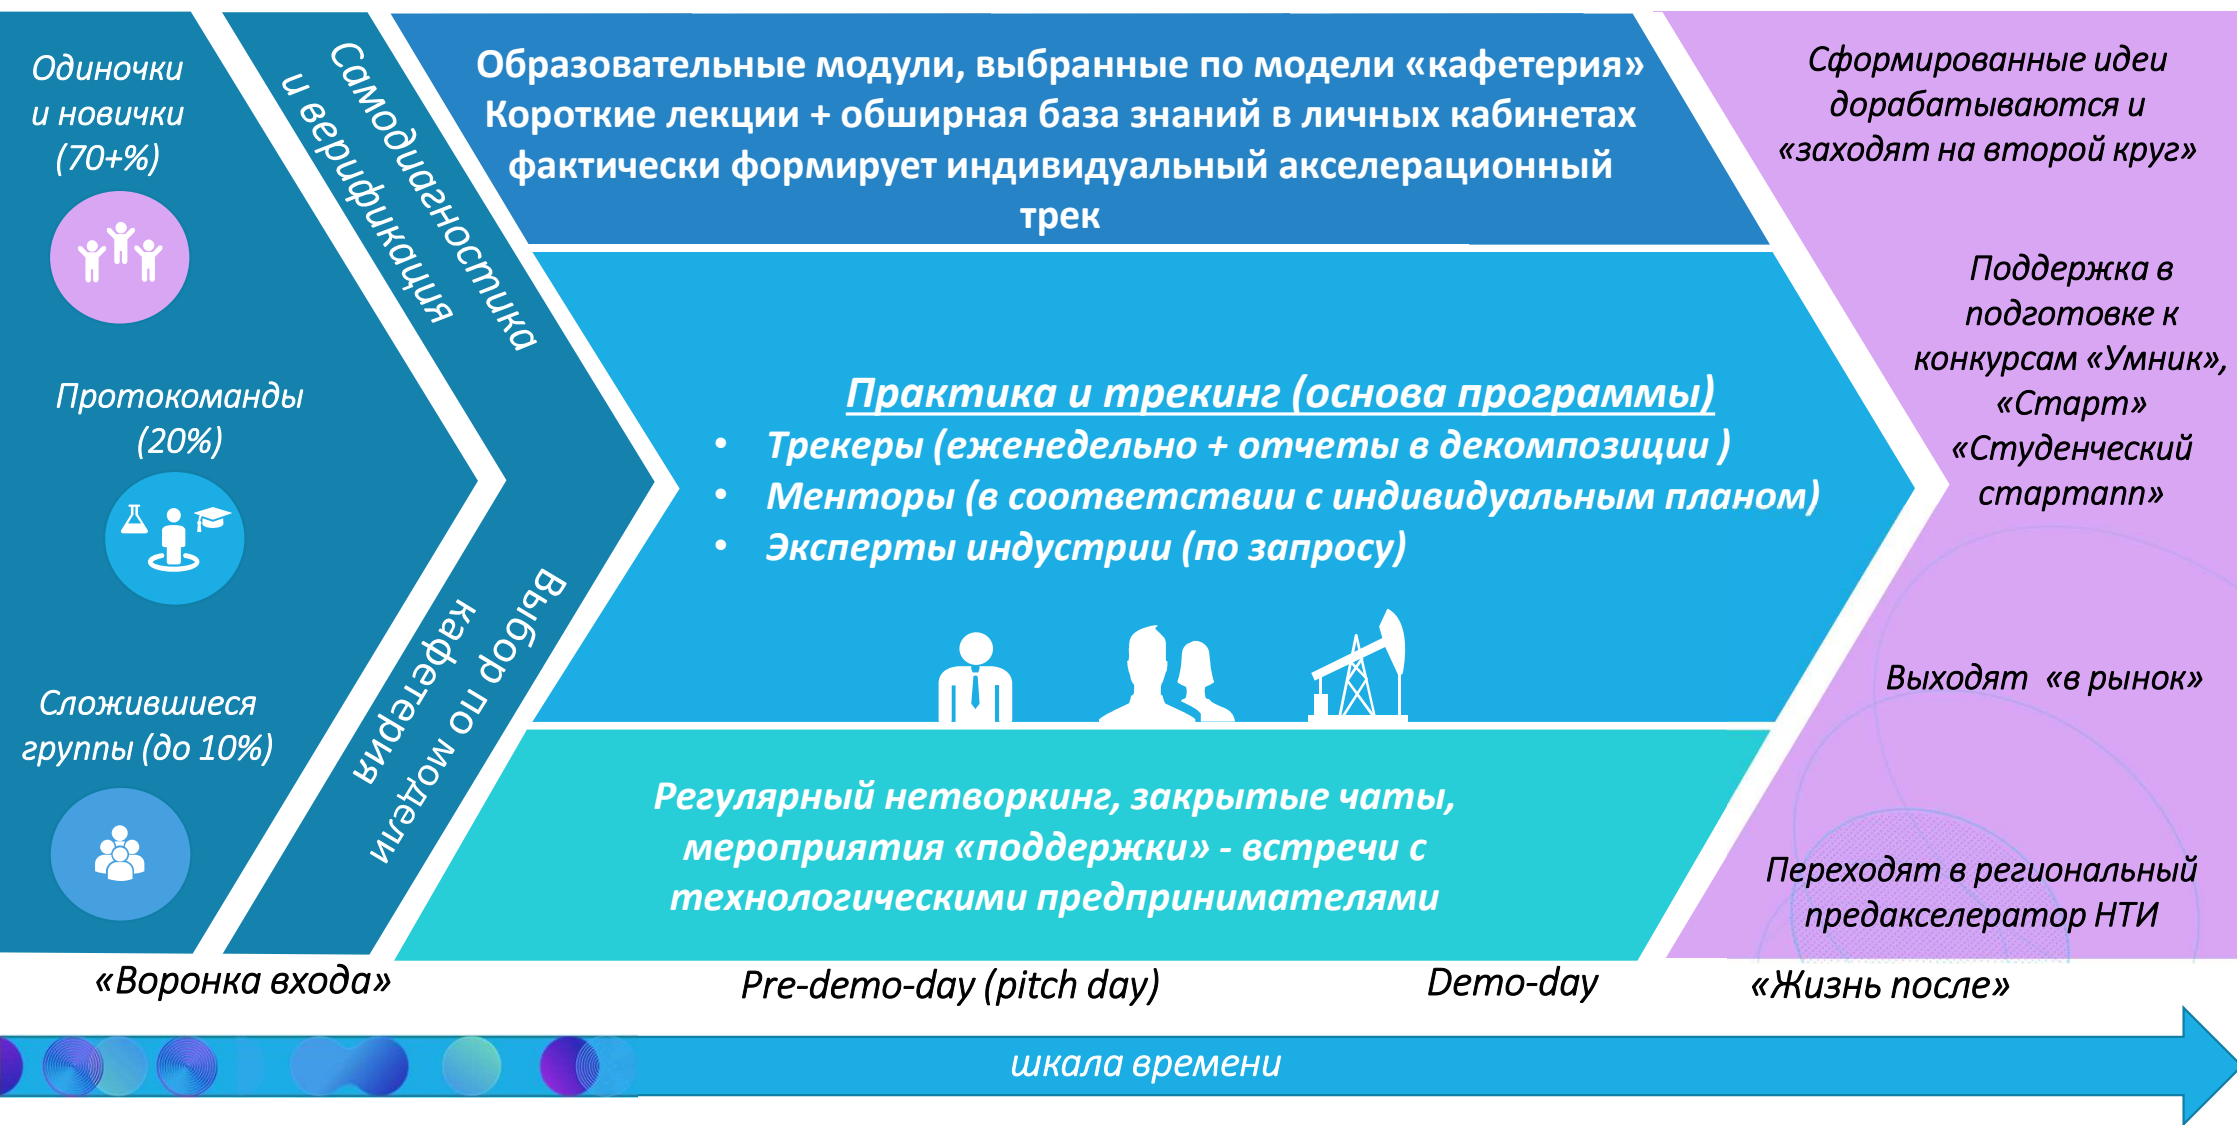 Одиночки
и новички
(70+%)
Протокоманды
(20%)
Сложившиеся
группы (до 10%)
Самодиагностика
и верификация
Выбор по модели
кафетерия
Образовательные модули, выбранные по модели «кафетерия»
Короткие лекции + обширная база знаний в личных кабинетах
фактически формирует индивидуальный акселерационный
трек
Практика и трекинг (основа программы)
• Трекеры (еженедельно + отчеты в декомпозиции )
• Менторы (в соответствии с индивидуальным планом)
• Эксперты индустрии (по запросу)
Регулярный нетворкинг, закрытые чаты,
мероприятия «поддержки» - встречи с
технологическими предпринимателями
Сформированные идеи
дорабатываются и
«заходят на второй круг»
Поддержка в
подготовке к
конкурсам «Умник»,
«Старт»
«Студенческий
стартап»
Выходят «в рынок»
Переходят в региональный
предакселератор НТИ
«Воронка входа»
Pre-demo-day (pitch day)
Demo-day
«Жизнь после»
шкала времени